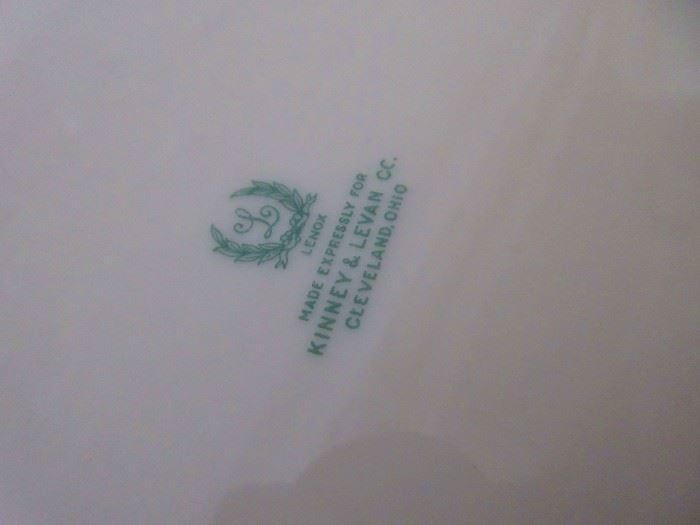 L
LENOX
MADE EXPRESSLY FOR
KINNEY & LEVAN CO.
CLEVELAND, OHIO